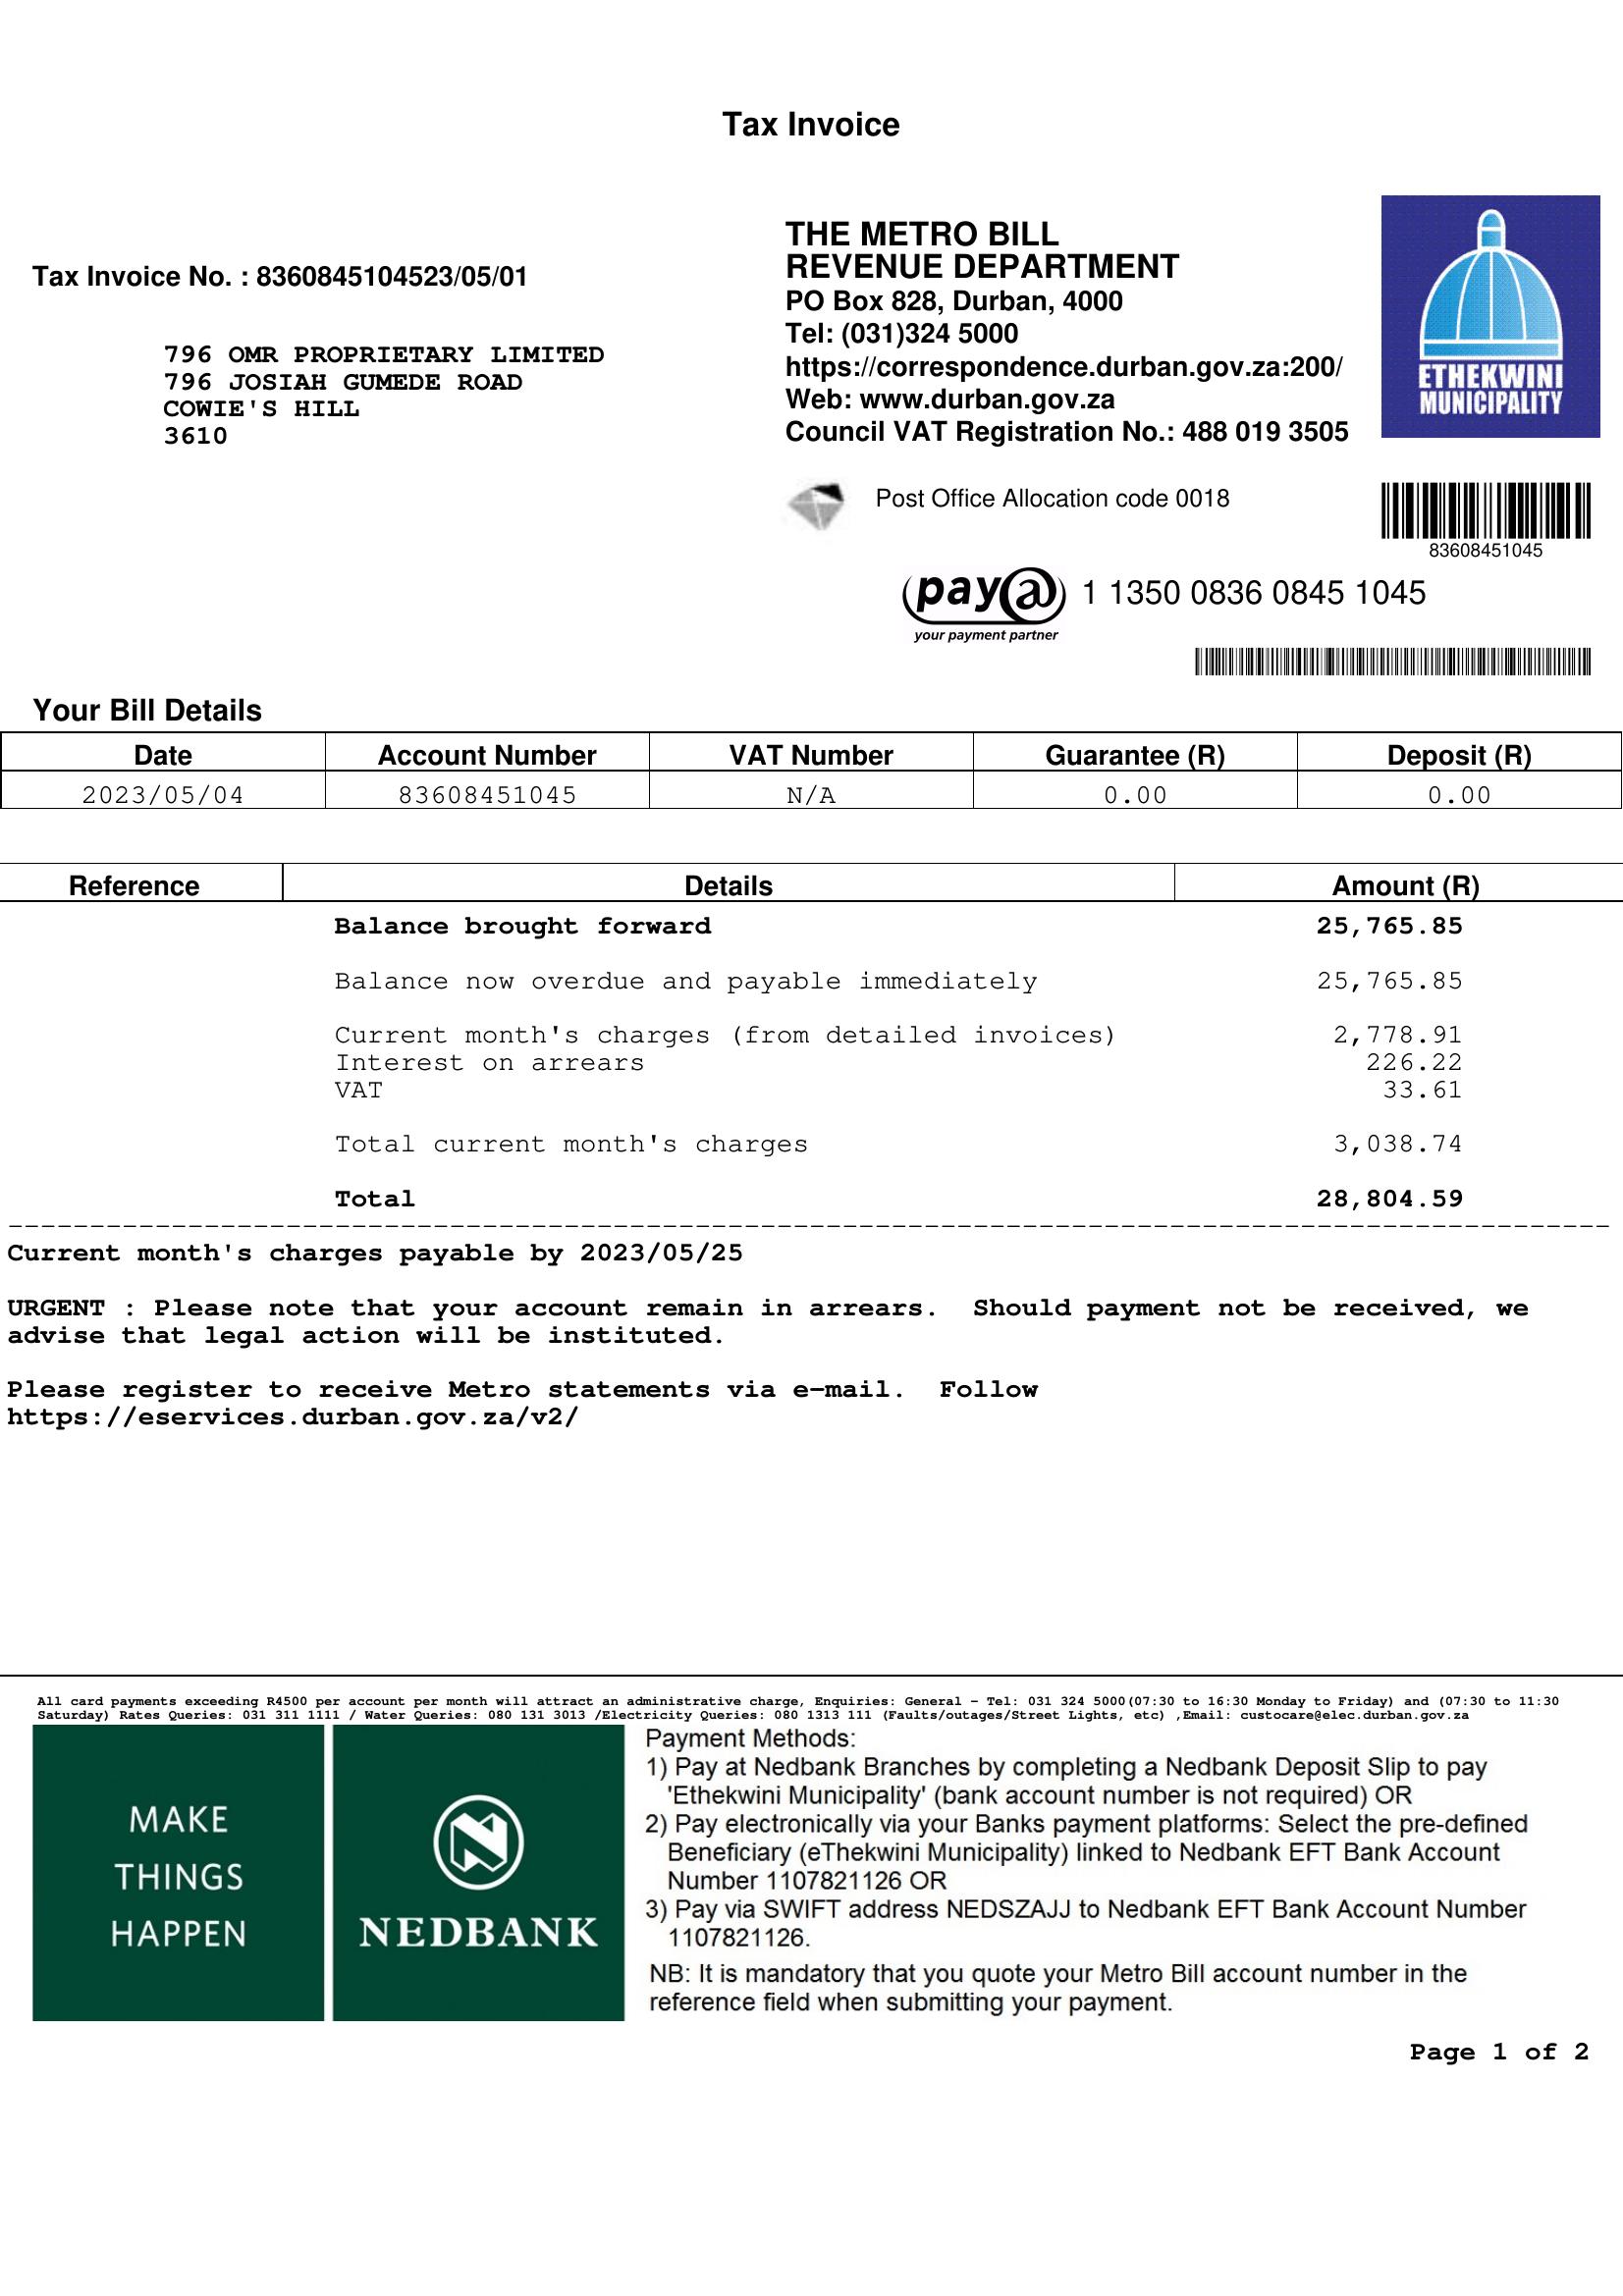 Tax Invoice
Tax Invoice No. : 8360845104523/05/01
796 OMR PROPRIETARY LIMITED
796 JOSIAH GUMEDE ROAD
COWIE'S HILL
3610
THE METRO BILL
REVENUE DEPARTMENT
PO Box 828, Durban, 4000
Tel: (031)324 5000
https://correspondence.durban.gov.za:200/
Web: www.durban.gov.za
Council VAT Registration No.: 488 019 3505
ETHEKWINI
MUNICIPALITY
Post Office Allocation code 0018
83608451045
pay@ 1 1350 0836 0845 1045
your payment partner
Your Bill Details
Date Account Number VAT Number Guarantee (R) Deposit (R)
2023/05/04 83608451045 N/A 0.00 0.00
Reference Details Amount (R)
Balance brought forward 25,765.85
Balance now overdue and payable immediately 25,765.85
Current month's charges (from detailed invoices) 2,778.91
Interest on arrears 226.22
VAT 33.61
Total current month's charges 3,038.74
Total 28,804.59
Current month's charges payable by 2023/05/25
URGENT : Please note that your account remain in arrears. Should payment not be received, we
advise that legal action will be instituted.
Please register to receive Metro statements via e-mail. Follow
https://eservices.durban.gov.za/v2/
All card payments exceeding R4500 per account per month will attract an administrative charge, Enquiries: General - Tel: 031 324 5000(07:30 to 16:30 Monday to Friday) and (07:30 to 11:30
Saturday) Rates Queries: 031 311 1111 / Water Queries: 080 131 3013 /Electricity Queries: 080 1313 111 (Faults/outages/Street Lights, etc) ,Email: custocare@elec.durban.gov.za
MAKE
THINGS
HAPPEN
NEDBANK
Payment Methods:
1) Pay at Nedbank Branches by completing a Nedbank Deposit Slip to pay
'Ethekwini Municipality' (bank account number is not required) OR
2) Pay electronically via your Banks payment platforms: Select the pre-defined
Beneficiary (eThekwini Municipality) linked to Nedbank EFT Bank Account
Number 1107821126 OR
3) Pay via SWIFT address NEDSZAJJ to Nedbank EFT Bank Account Number
1107821126.
NB: It is mandatory that you quote your Metro Bill account number in the
reference field when submitting your payment.
Page 1 of 2